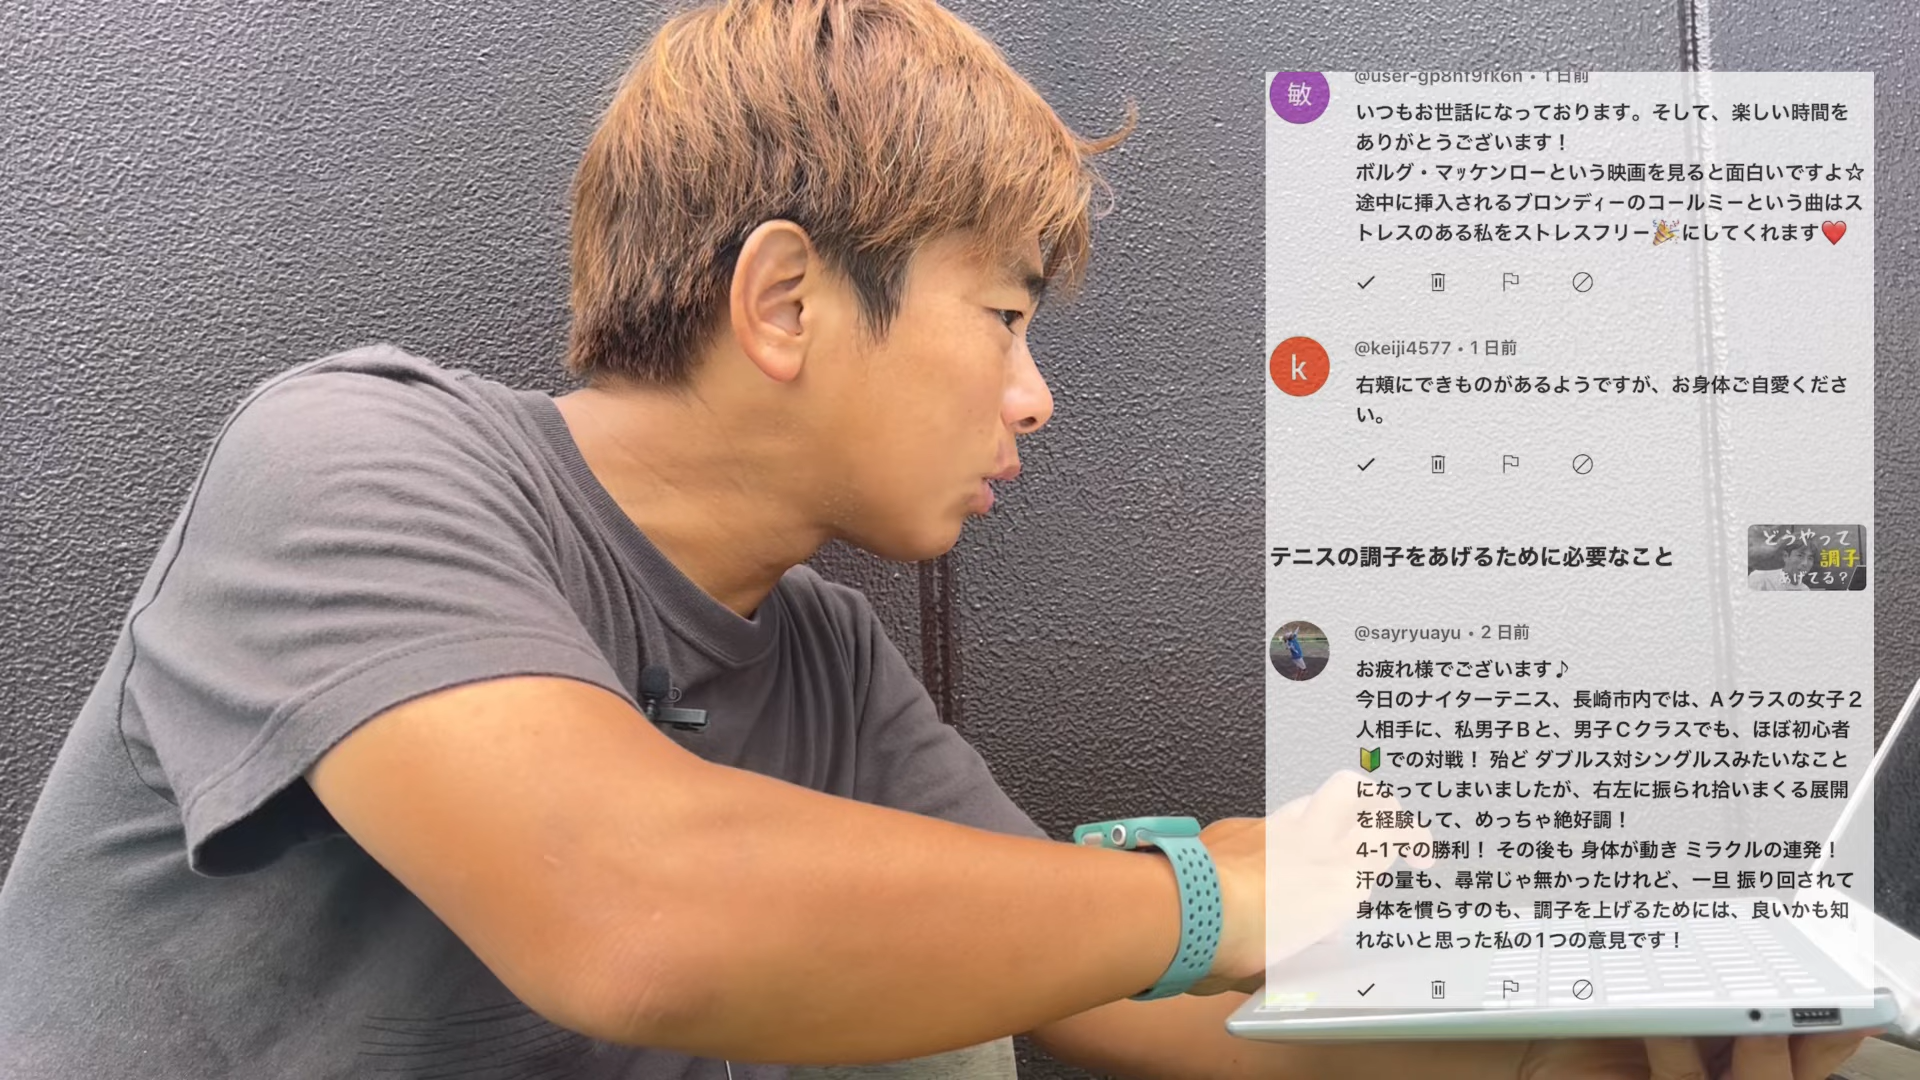 敏
@user-gp8hf9fk6h • 1日前
いつもお世話になっております。そして、楽しい時間を
ありがとうございます！
ボルグ・マッケンローという映画を見ると面白いですよ☆
途中に挿入されるブロンディーのコールミーという曲はス
トレスのある私をストレスフリー🎉にしてくれます❤️
k
@keiji4577 • 1日前
右頬にできものがあるようですが、お身体ご自愛くださ
い。
テニスの調子をあげるために必要なこと
どうやって
調子
あげてる？
@sayryuayu • 2日前
お疲れ様でございます♪
今日のナイターテニス、長崎市内では、Aクラスの女子２
人相手に、私男子Ｂと、男子Ｃクラスでも、ほぼ初心者
🔰での対戦！ 殆ど ダブルス対シングルスみたいなこと
になってしまいましたが、右左に振られ拾いまくる展開
を経験して、めっちゃ絶好調！
4-1での勝利！ その後も 身体が動き ミラクルの連発！
汗の量も、尋常じゃ無かったけれど、一旦 振り回されて
身体を慣らすのも、調子を上げるためには、良いかも知
れないと思った私の1つの意見です！